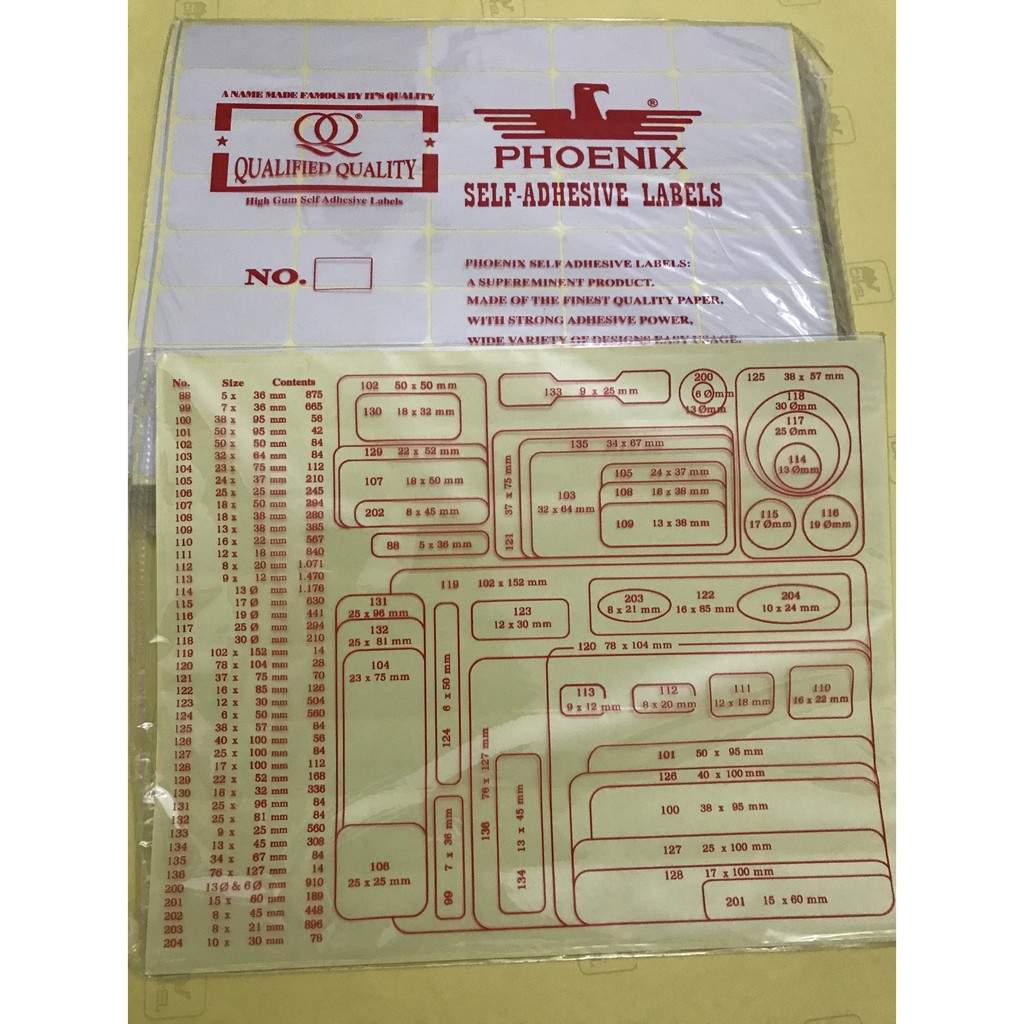 A NAME MADE FAMOUS BY IT'S QUALITY
QQ®
QUALIFIED QUALITY
High Gum Self Adhesive Labels
®
PHOENIX
SELF-ADHESIVE LABELS
NO.
PHOENIX SELF ADHESIVE LABELS:
A SUPEREMINENT PRODUCT.
MADE OF THE FINEST QUALITY PAPER,
WITH STRONG ADHESIVE POWER,
WIDE VARIETY OF DESIGNS EASY USAGE.
No. Size Contents
88 5 x 36 mm 875
99 7 x 36 mm 665
100 38 x 95 mm 56
101 50 x 95 mm 42
102 50 x 50 mm 84
103 32 x 64 mm 84
104 23 x 75 mm 112
105 24 x 37 mm 210
106 25 x 25 mm 245
107 18 x 50 mm 294
108 18 x 38 mm 280
109 13 x 38 mm 385
110 16 x 22 mm 567
111 12 x 18 mm 840
112 8 x 20 mm 1.071
113 9 x 12 mm 1.470
114 13 Ø mm 1.176
115 17 Ø mm 630
116 19 Ø mm 441
117 25 Ø mm 294
118 30 Ø mm 210
119 102 x 152 mm 14
120 78 x 104 mm 28
121 37 x 75 mm 70
122 16 x 85 mm 126
123 12 x 30 mm 504
124 6 x 50 mm 560
125 38 x 57 mm 84
126 40 x 100 mm 56
127 25 x 100 mm 84
128 17 x 100 mm 112
129 22 x 52 mm 168
130 18 x 32 mm 336
131 25 x 96 mm 84
132 25 x 81 mm 84
133 9 x 25 mm 560
134 13 x 45 mm 308
135 34 x 67 mm 84
136 76 x 127 mm 14
200 13 Ø & 6 Ø mm 910
201 15 x 60 mm 189
202 8 x 45 mm 448
203 8 x 21 mm 896
204 10 x 30 mm 78
102 50 x 50 mm
130 18 x 32 mm
129 22 x 52 mm
107 18 x 50 mm
202 8 x 45 mm
88 5 x 36 mm
133 9 x 25 mm
200
6 Ømm
13 Ømm
125 38 x 57 mm
118
30 Ømm
117
25 Ømm
114
13 Ømm
115
17 Ømm
116
19 Ømm
121 37 x 75 mm
135 34 x 67 mm
103
32 x 64 mm
105 24 x 37 mm
108 18 x 38 mm
109 13 x 38 mm
119 102 x 152 mm
131
25 x 96 mm
132
25 x 81 mm
104
23 x 75 mm
106
25 x 25 mm
124 6 x 50 mm
99 7 x 36 mm
123
12 x 30 mm
203
8 x 21 mm
122
16 x 85 mm
204
10 x 24 mm
136 76 x 127 mm
134 13 x 45 mm
120 78 x 104 mm
113
9 x 12 mm
112
8 x 20 mm
111
12 x 18 mm
110
16 x 22 mm
101 50 x 95 mm
126 40 x 100 mm
100 38 x 95 mm
127 25 x 100 mm
128 17 x 100 mm
201 15 x 60 mm